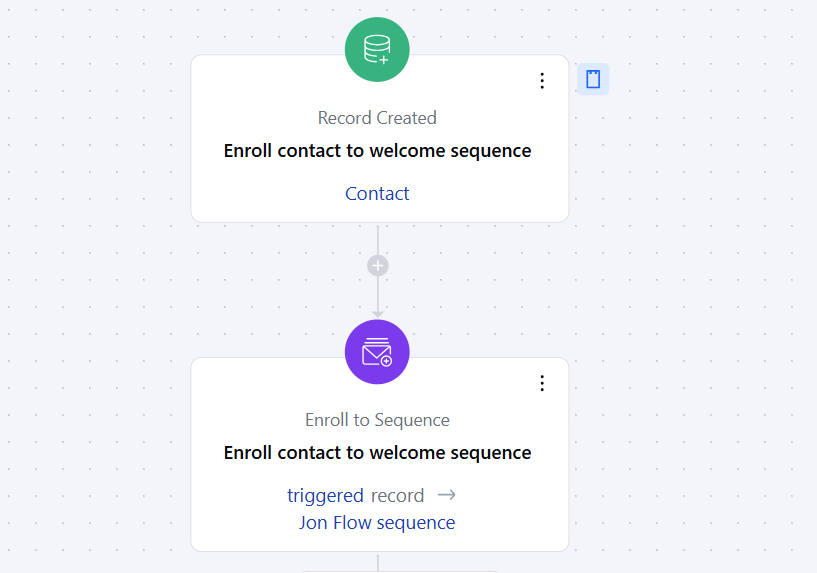 Record Created
Enroll contact to welcome sequence
Contact
Enroll to Sequence
Enroll contact to welcome sequence
triggered record →
Jon Flow sequence